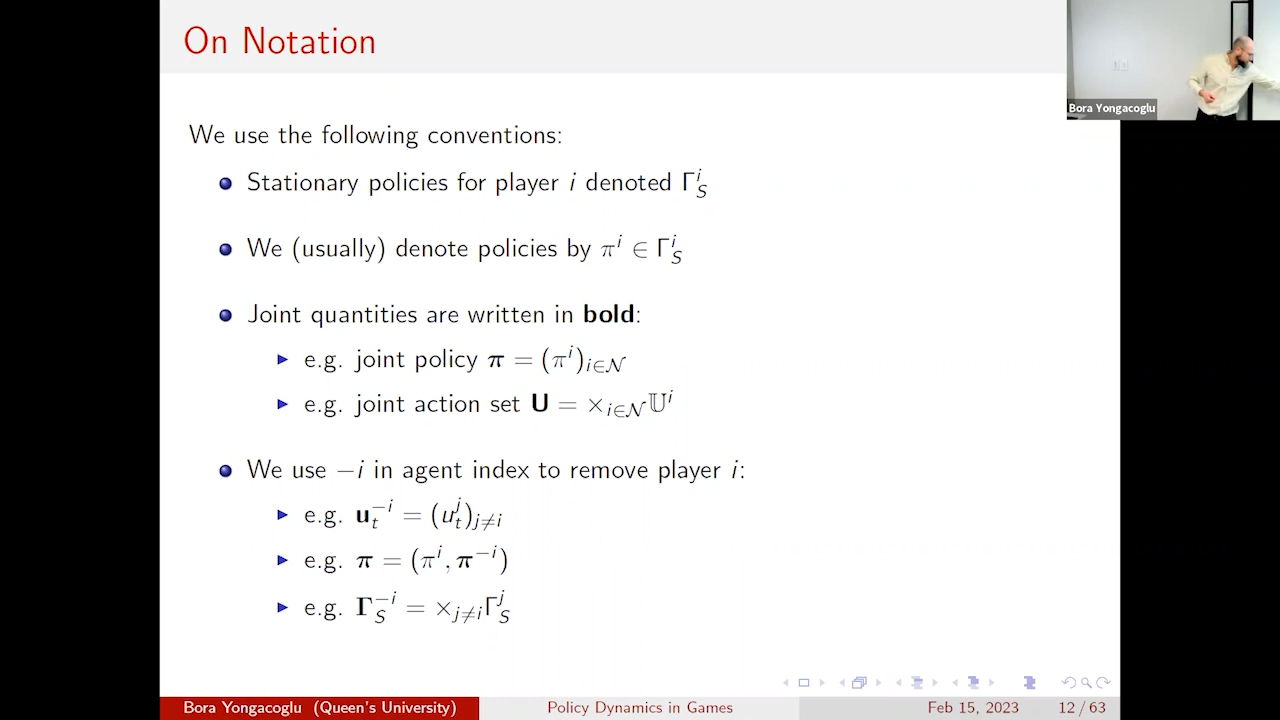 On Notation
Bora Yongacoglu
We use the following conventions:
Stationary policies for player i denoted Γ^i_S
We (usually) denote policies by π^i ∈ Γ^i_S
Joint quantities are written in bold:
e.g. joint policy π = (π^i)_{i∈𝒩}
e.g. joint action set U = ×_{i∈𝒩} 𝕌^i
We use −i in agent index to remove player i:
e.g. u_t^{−i} = (u_t^j)_{j≠i}
e.g. π = (π^i, π^{−i})
e.g. Γ_S^{−i} = ×_{j≠i} Γ_S^j
Bora Yongacoglu (Queen's University) Policy Dynamics in Games Feb 15, 2023 12 / 63